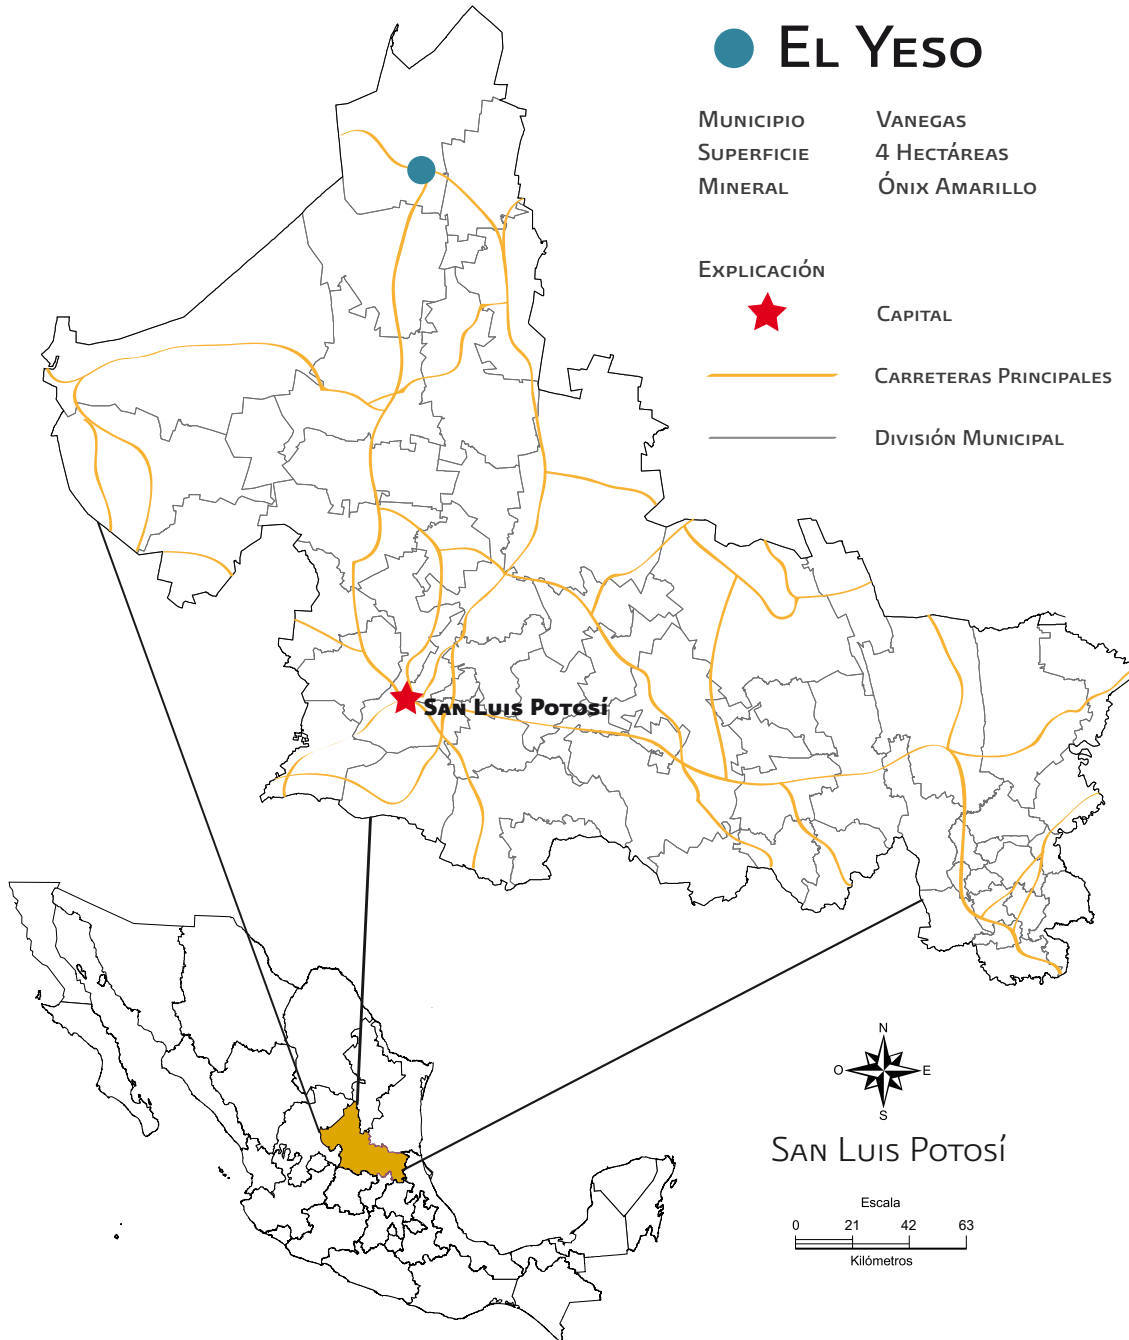 El Yeso
Municipio Vanegas
Superficie 4 Hectáreas
Mineral Ónix Amarillo
Explicación
Capital
Carreteras Principales
División Municipal
San Luis Potosí
N
O E
S
San Luis Potosí
Escala
0 21 42 63
Kilómetros